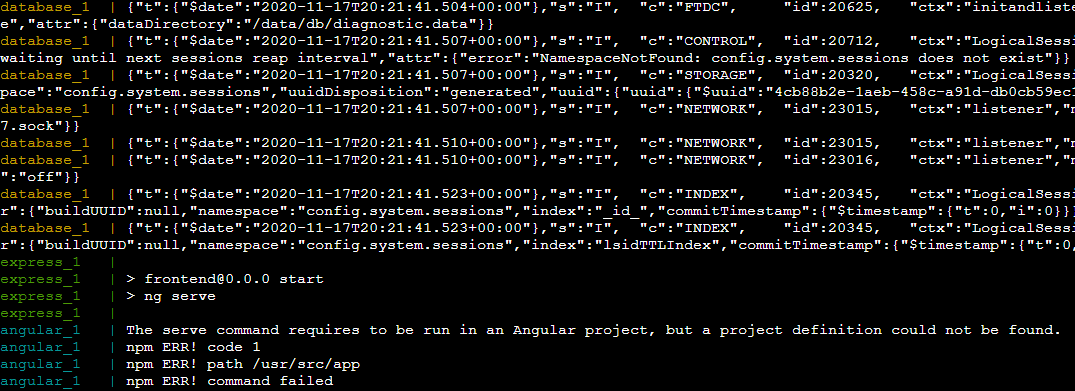 database_1 | {"t":{"$date":"2020-11-17T20:21:41.504+00:00"},"s":"I", "c":"FTDC", "id":20625, "ctx":"initandliste
e","attr":{"dataDirectory":"/data/db/diagnostic.data"}}
database_1 | {"t":{"$date":"2020-11-17T20:21:41.507+00:00"},"s":"I", "c":"CONTROL", "id":20712, "ctx":"LogicalSessi
waiting until next sessions reap interval","attr":{"error":"NamespaceNotFound: config.system.sessions does not exist"}}
database_1 | {"t":{"$date":"2020-11-17T20:21:41.507+00:00"},"s":"I", "c":"STORAGE", "id":20320, "ctx":"LogicalSessi
pace":"config.system.sessions","uuidDisposition":"generated","uuid":{"uuid":{"$uuid":"4cb88b2e-1aeb-458c-a91d-db0cb59ec1
database_1 | {"t":{"$date":"2020-11-17T20:21:41.507+00:00"},"s":"I", "c":"NETWORK", "id":23015, "ctx":"listener","m
7.sock"}}
database_1 | {"t":{"$date":"2020-11-17T20:21:41.510+00:00"},"s":"I", "c":"NETWORK", "id":23015, "ctx":"listener","m
database_1 | {"t":{"$date":"2020-11-17T20:21:41.510+00:00"},"s":"I", "c":"NETWORK", "id":23016, "ctx":"listener","m
":"off"}}
database_1 | {"t":{"$date":"2020-11-17T20:21:41.523+00:00"},"s":"I", "c":"INDEX", "id":20345, "ctx":"LogicalSessi
r":{"buildUUID":null,"namespace":"config.system.sessions","index":"_id_","commitTimestamp":{"$timestamp":{"t":0,"i":0}}}
database_1 | {"t":{"$date":"2020-11-17T20:21:41.523+00:00"},"s":"I", "c":"INDEX", "id":20345, "ctx":"LogicalSessi
r":{"buildUUID":null,"namespace":"config.system.sessions","index":"lsidTTLIndex","commitTimestamp":{"$timestamp":{"t":0,
express_1 |
express_1 | > frontend@0.0.0 start
express_1 | > ng serve
express_1 |
angular_1 | The serve command requires to be run in an Angular project, but a project definition could not be found.
angular_1 | npm ERR! code 1
angular_1 | npm ERR! path /usr/src/app
angular_1 | npm ERR! command failed